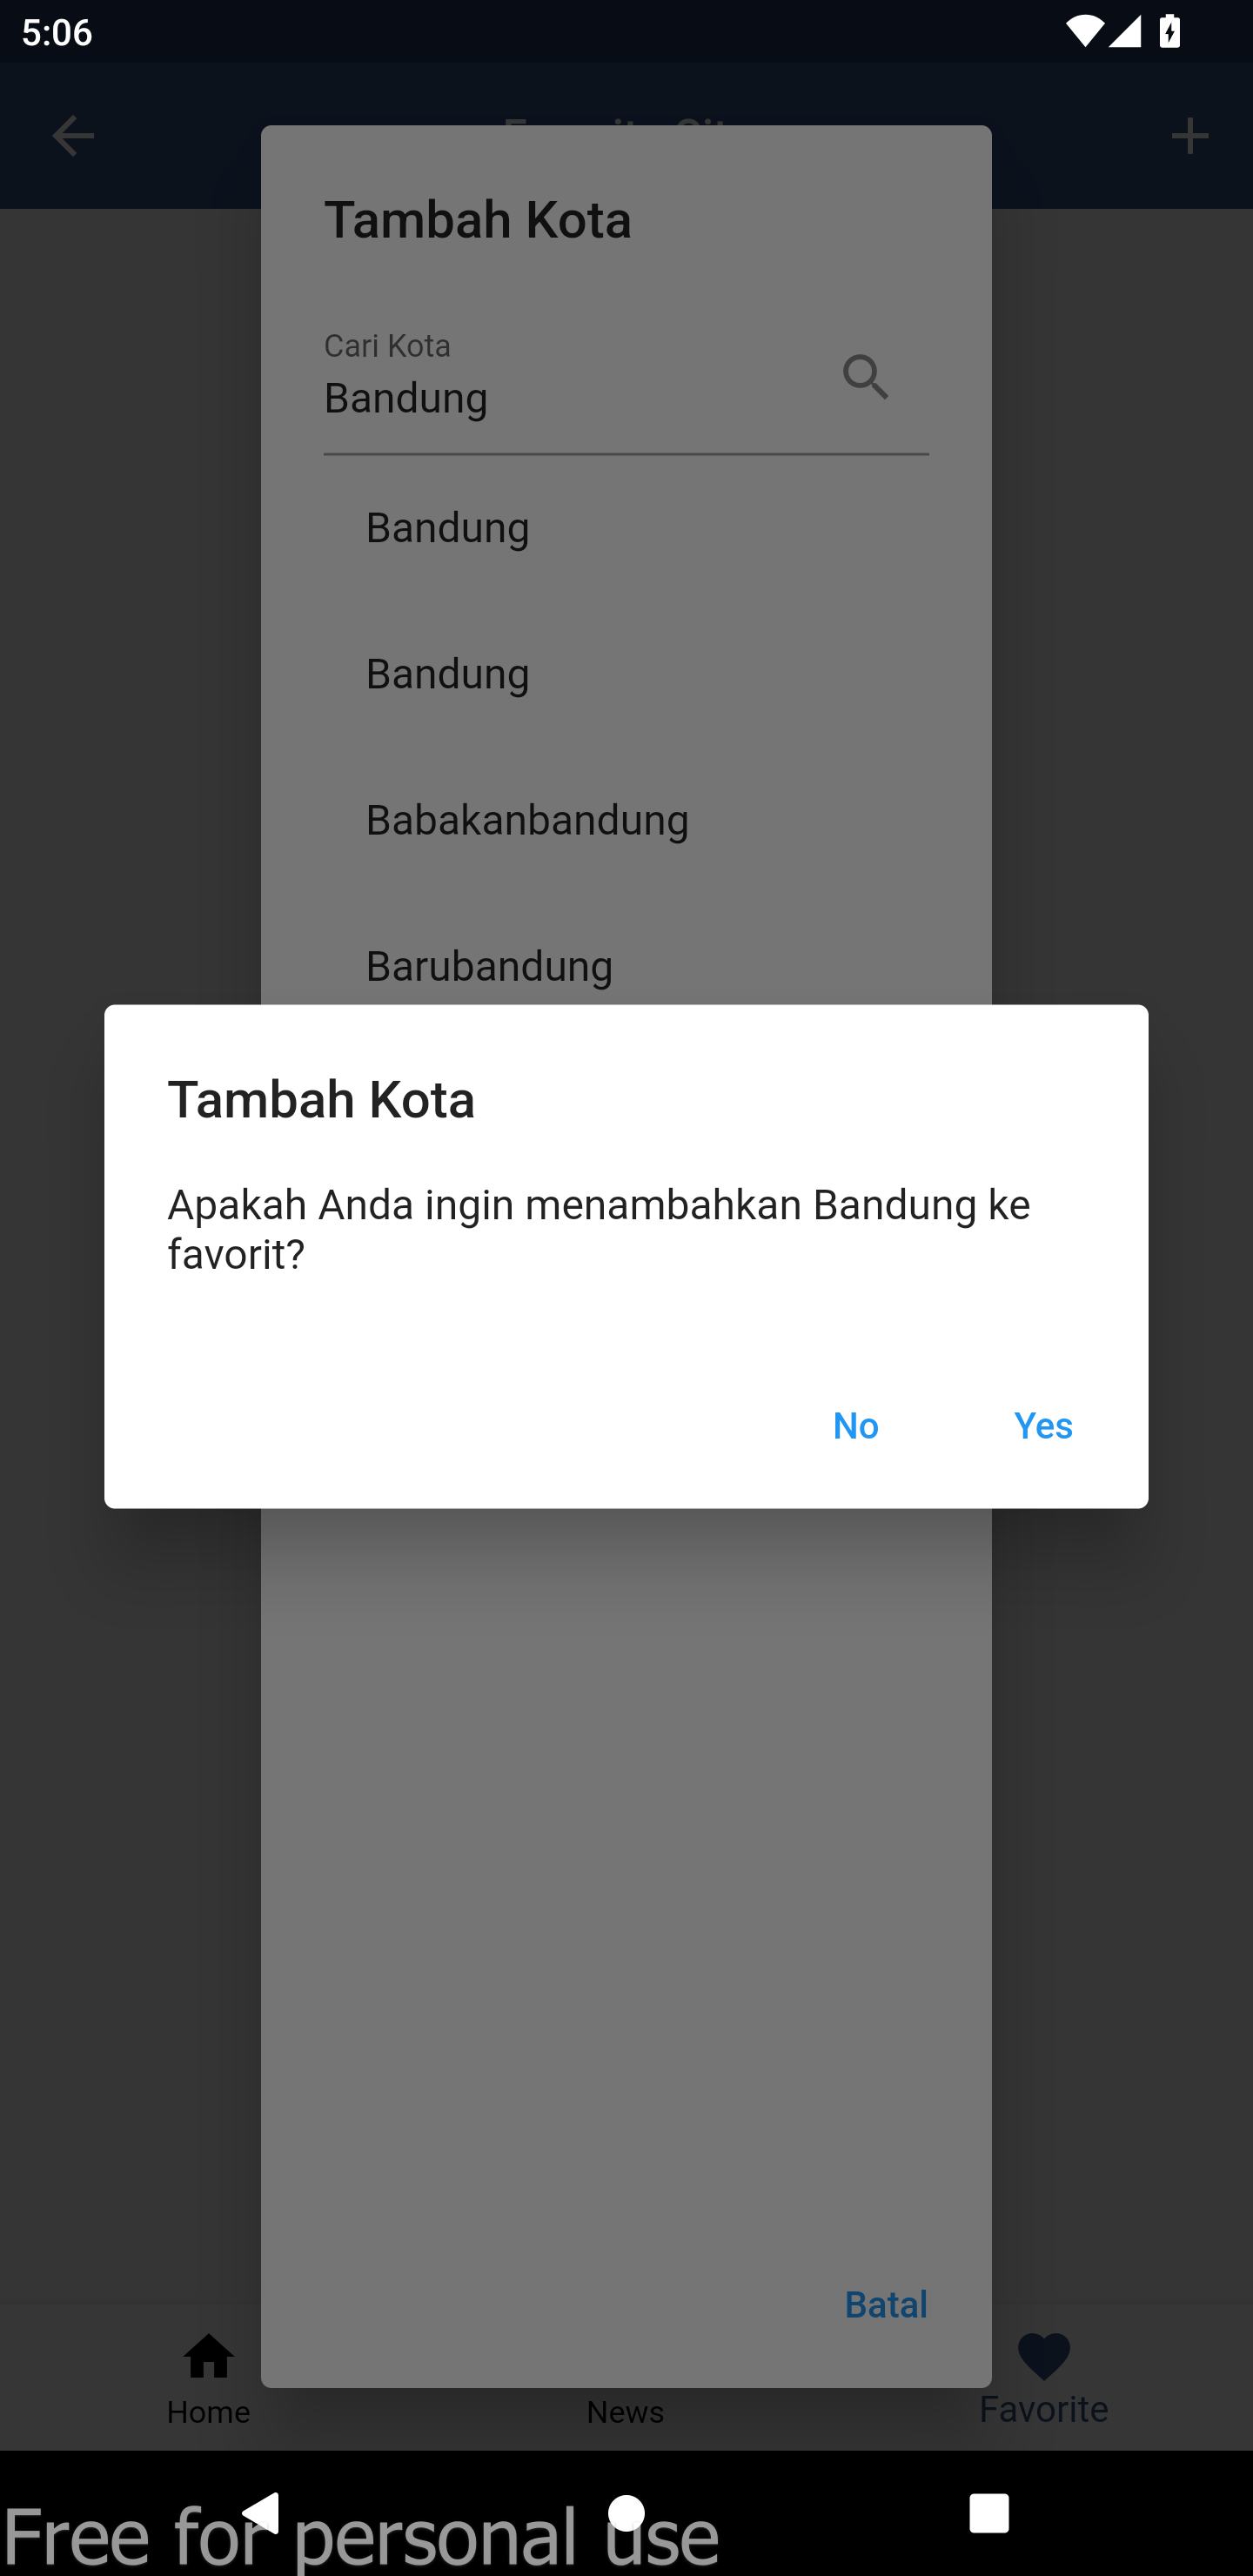 5:06
Tambah Kota
Cari Kota
Bandung
Bandung
Bandung
Babakanbandung
Barubandung
Tambah Kota
Apakah Anda ingin menambahkan Bandung ke
favorit?
No
Yes
Batal
Home
News
Favorite
Free for personal use